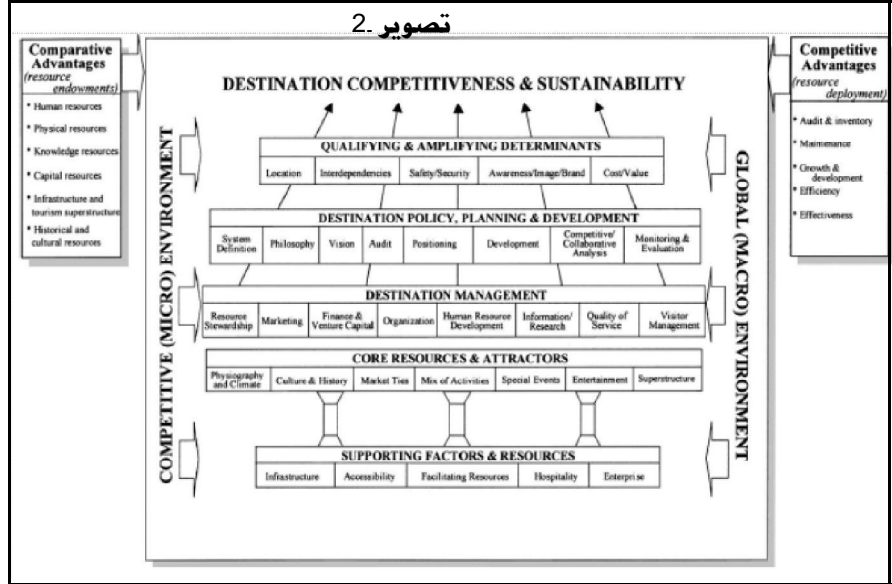 تصویر .2
Comparative
Advantages
(resource
endowments)
* Human resources
* Physical resources
* Knowledge resources
* Capital resources
* Infrastructure and
tourism superstructure
* Historical and
cultural resources
COMPETITIVE (MICRO) ENVIRONMENT
DESTINATION COMPETITIVENESS & SUSTAINABILITY
QUALIFYING & AMPLIFYING DETERMINANTS
Location Interdependencies Safety/Security Awareness/Image/Brand Cost/Value
DESTINATION POLICY, PLANNING & DEVELOPMENT
System Definition Philosophy Vision Audit Positioning Development Competitive/ Collaborative Analysis Monitoring & Evaluation
DESTINATION MANAGEMENT
Resource Stewardship Marketing Finance & Venture Capital Organization Human Resource Development Information/ Research Quality of Service Visitor Management
CORE RESOURCES & ATTRACTORS
Physiography and Climate Culture & History Market Ties Mix of Activities Special Events Entertainment Superstructure
SUPPORTING FACTORS & RESOURCES
Infrastructure Accessibility Facilitating Resources Hospitality Enterprise
GLOBAL (MACRO) ENVIRONMENT
Competitive
Advantages
(resource
deployment)
* Audit & inventory
* Maintenance
* Growth &
development
* Efficiency
* Effectiveness